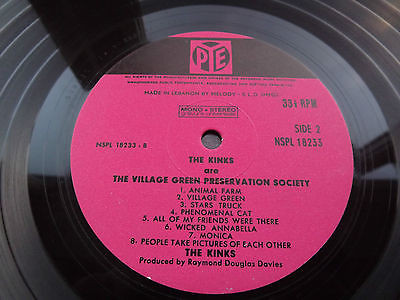 PYE
MADE IN LEBANON BY MELODY - S.L.D
MONO - STEREO
33⅓ RPM
SIDE 2
NSPL 18233 - B
NSPL 18233
THE KINKS
are
THE VILLAGE GREEN PRESERVATION SOCIETY
1. ANIMAL FARM
2. VILLAGE GREEN
3. STARS TRUCK
4. PHENOMENAL CAT
5. ALL OF MY FRIENDS WERE THERE
6. WICKED ANNABELLA
7. MONICA
8. PEOPLE TAKE PICTURES OF EACH OTHER
THE KINKS
Produced by Raymond Douglas Davies